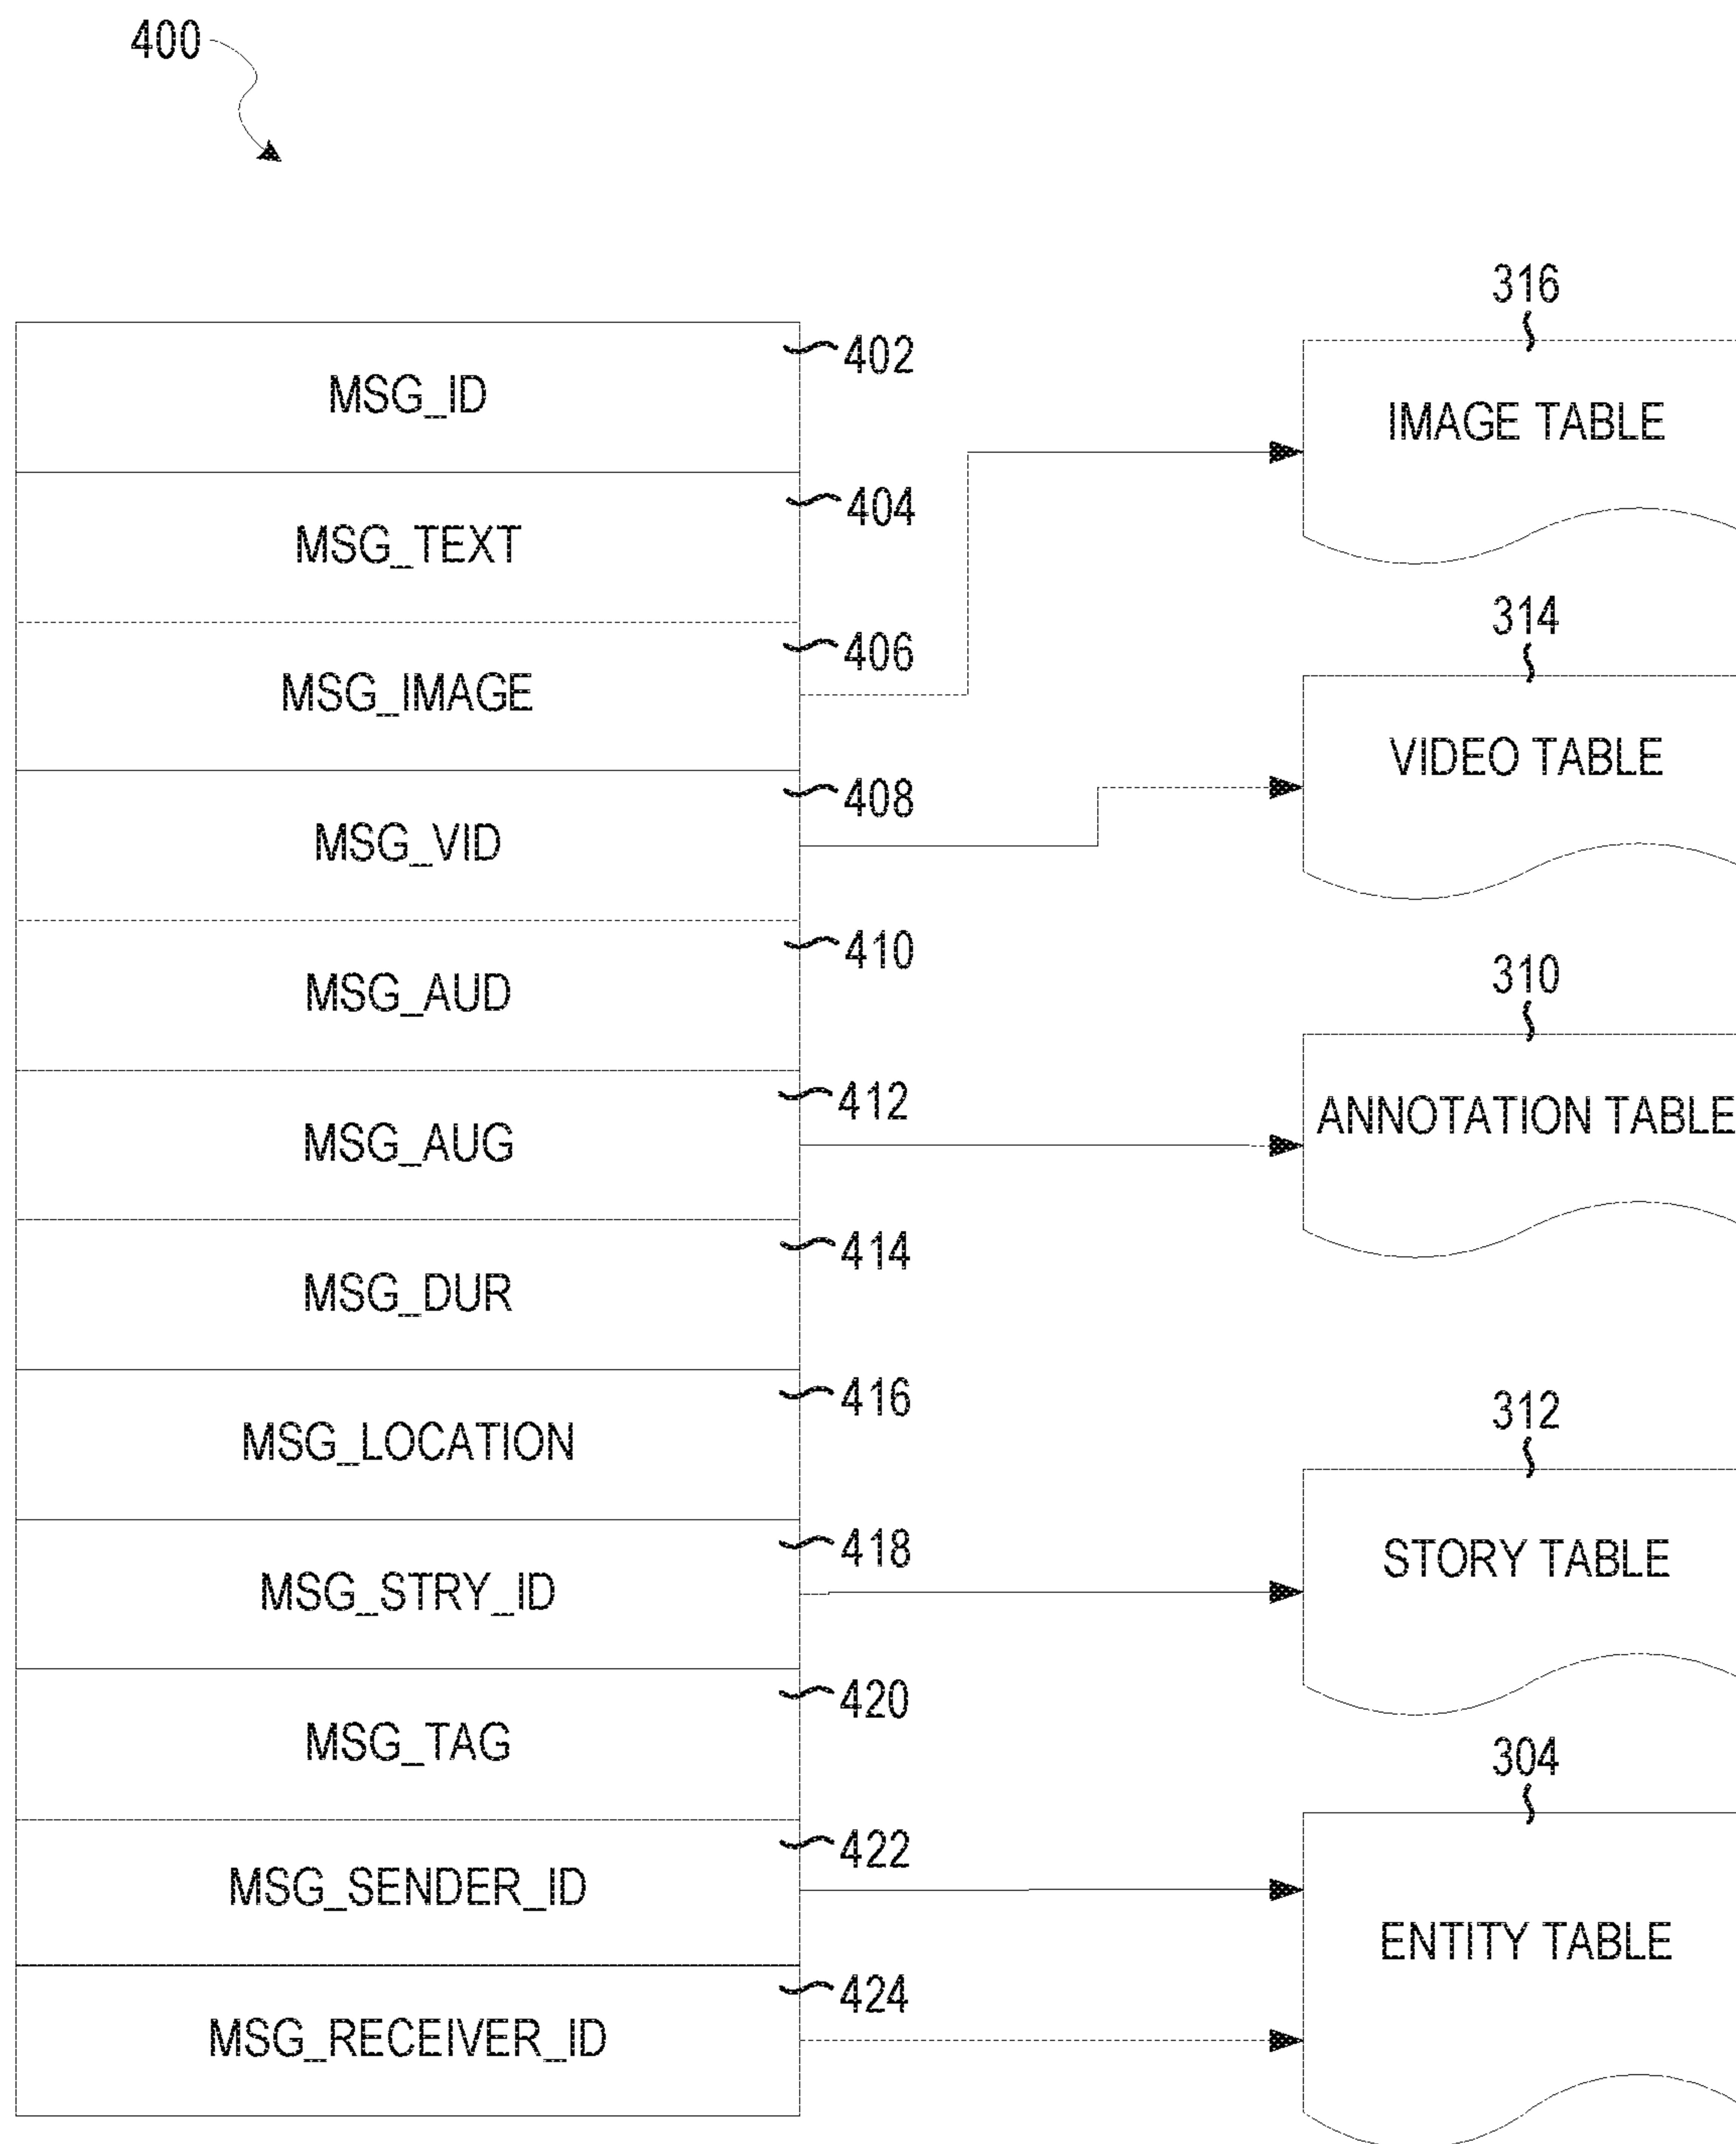 400
402
MSG_ID
404
MSG_TEXT
406
MSG_IMAGE
408
MSG_VID
410
MSG_AUD
412
MSG_AUG
414
MSG_DUR
416
MSG_LOCATION
418
MSG_STRY_ID
420
MSG_TAG
422
MSG_SENDER_ID
424
MSG_RECEIVER_ID
316
IMAGE TABLE
314
VIDEO TABLE
310
ANNOTATION TABLE
312
STORY TABLE
304
ENTITY TABLE